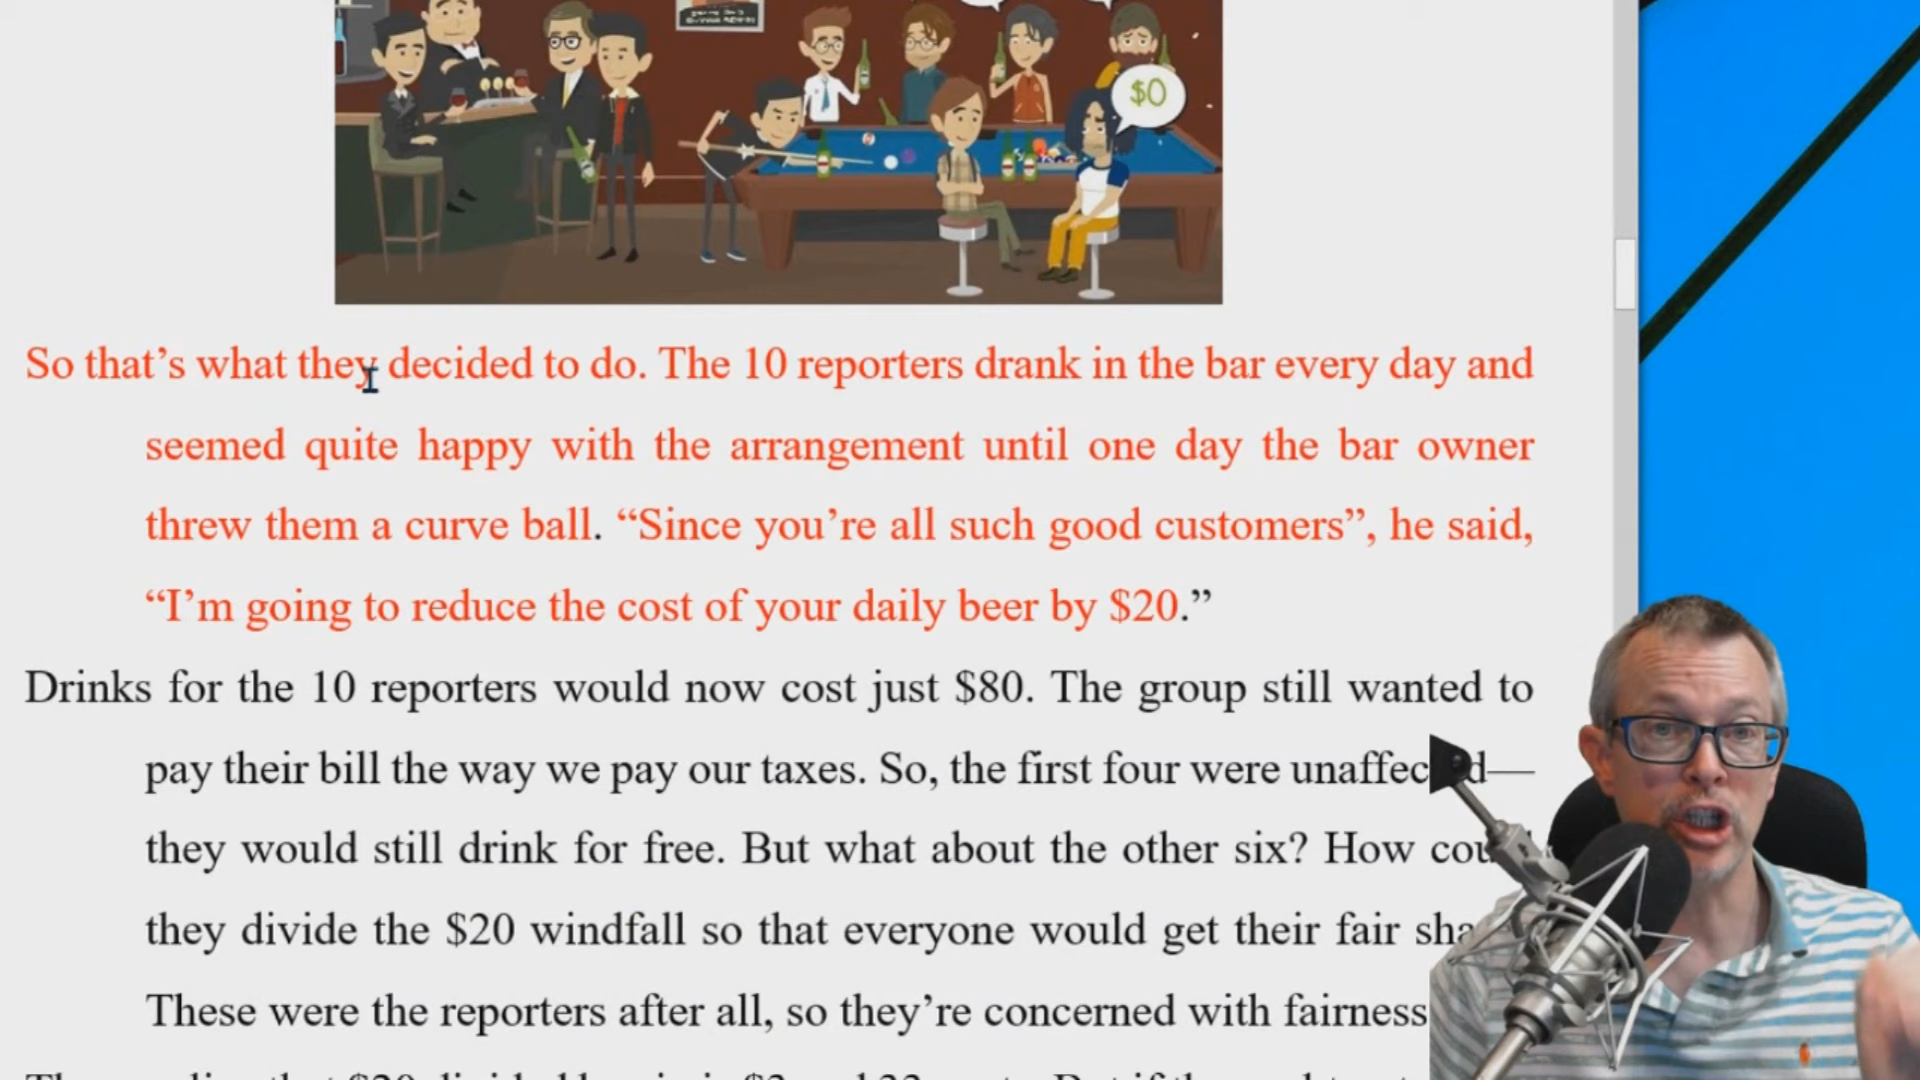 $0
So that’s what they decided to do. The 10 reporters drank in the bar every day and
seemed quite happy with the arrangement until one day the bar owner
threw them a curve ball. “Since you’re all such good customers”, he said,
“I’m going to reduce the cost of your daily beer by $20.”
Drinks for the 10 reporters would now cost just $80. The group still wanted to
pay their bill the way we pay our taxes. So, the first four were
they would still drink for free. But what about the other six? How
they divide the $20 windfall so that everyone would get their fair
These were the reporters after all, so they’re concerned with fairness